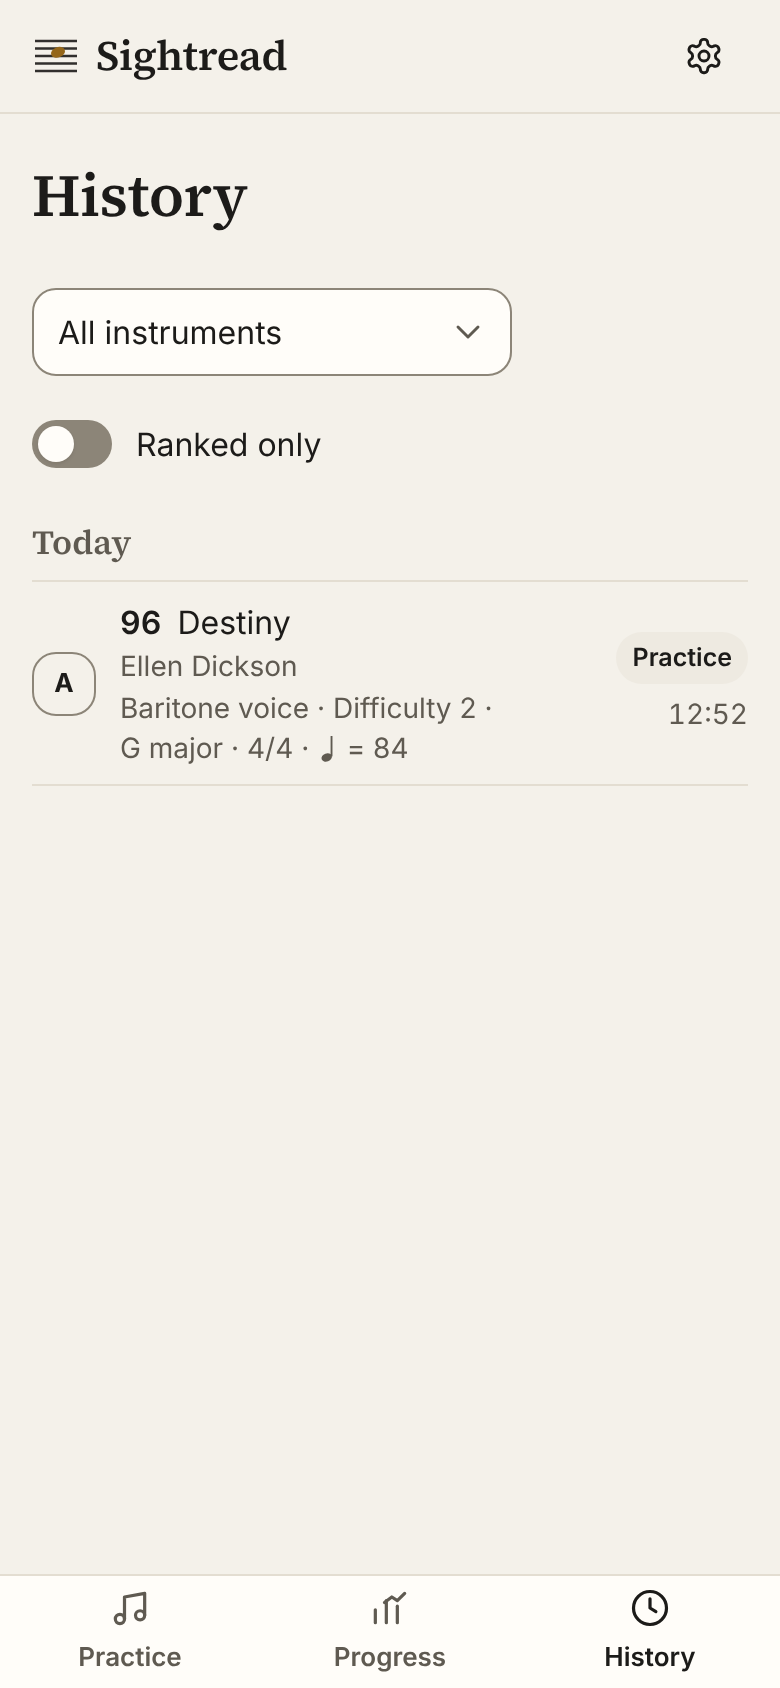 Sightread
History
All instruments
Ranked only
Today
A
96 Destiny
Ellen Dickson
Baritone voice · Difficulty 2 ·
G major · 4/4 · ♩ = 84
Practice
12:52
Practice
Progress
History